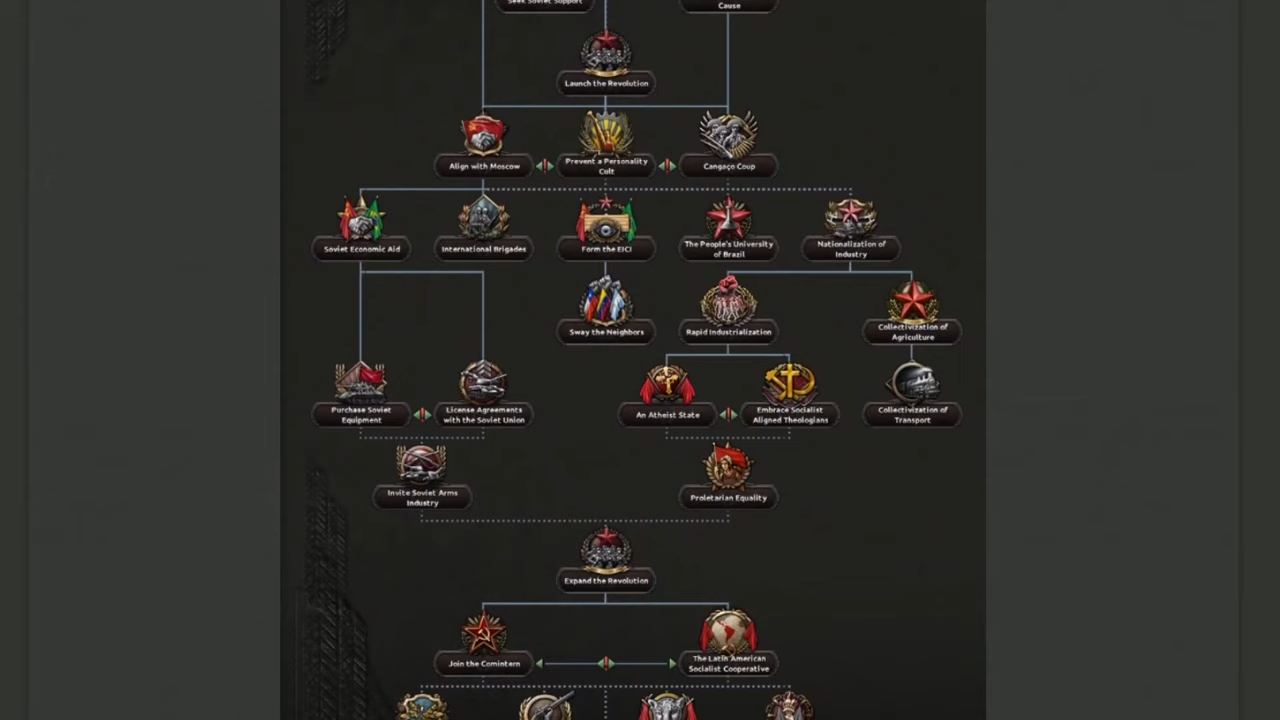 Seek Soviet Support
Cause
Launch the Revolution
Align with Moscow
Prevent a Personality
Cult
Cangaço Coup
Soviet Economic Aid
International Brigades
Form the EICI
The People's University
of Brazil
Nationalization of
Industry
Sway the Neighbors
Rapid Industrialization
Collectivization of
Agriculture
Purchase Soviet
Equipment
License Agreements
with the Soviet Union
An Atheist State
Embrace Socialist
Aligned Theologians
Collectivization of
Transport
Invite Soviet Arms
Industry
Proletarian Equality
Expand the Revolution
Join the Comintern
The Latin American
Socialist Cooperative